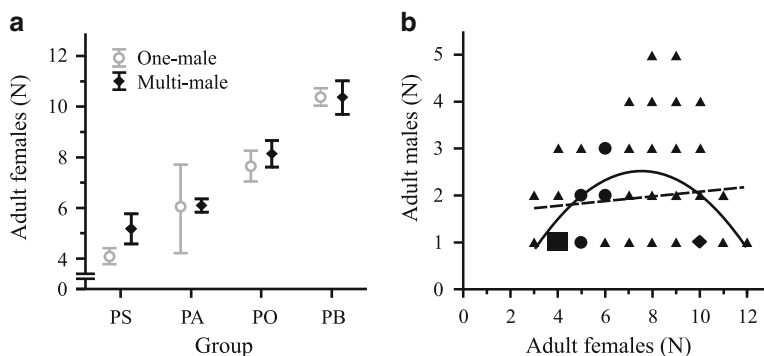 a
One-male
Multi-male
Adult females (N)
12
10
8
6
4
0
PS PA PO PB
Group
b
Adult males (N)
5
4
3
2
1
0
0 2 4 6 8 10 12
Adult females (N)